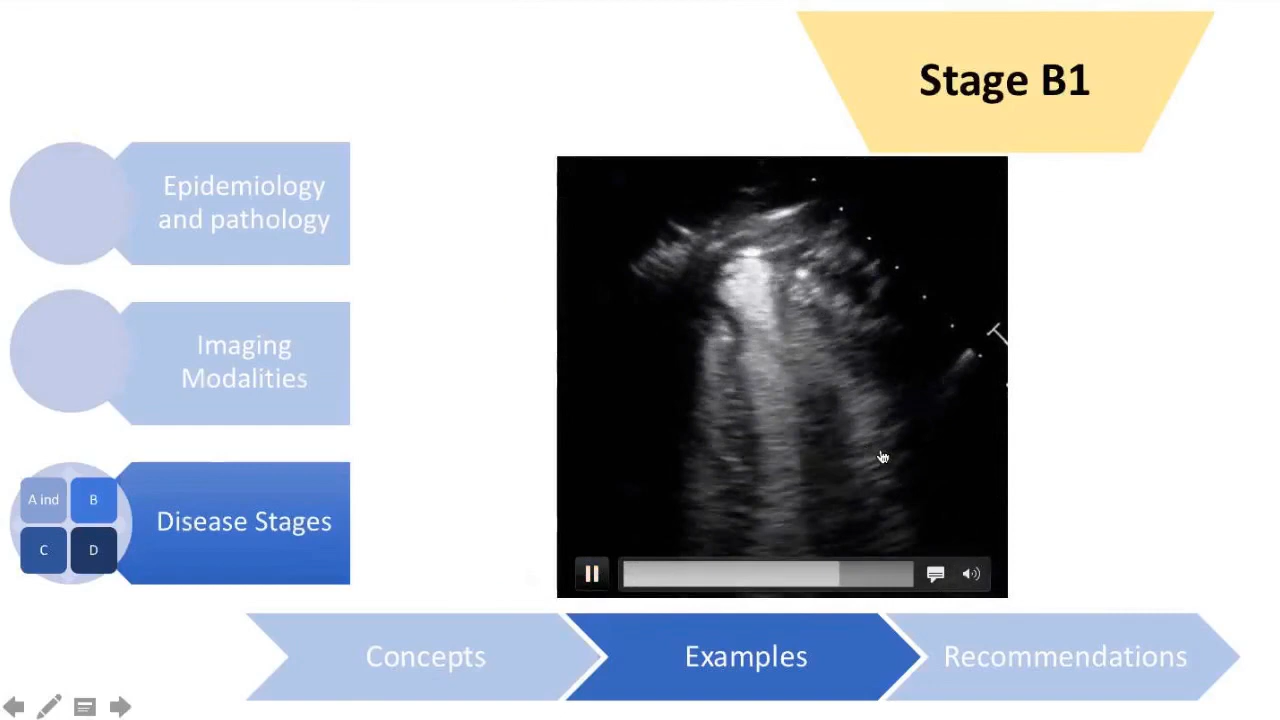 Stage B1
Epidemiology
and pathology
Imaging
Modalities
A ind
B
C
D
Disease Stages
Concepts
Examples
Recommendations